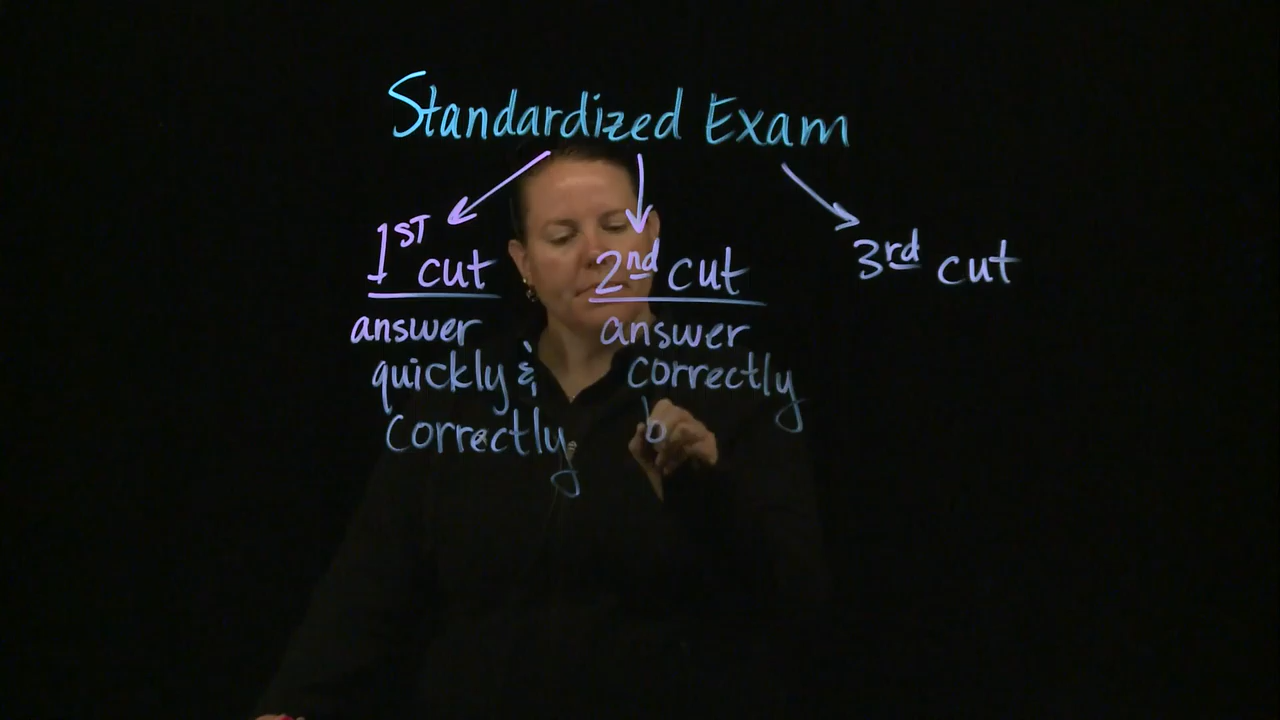 Standardized Exam
1ST cut
2nd cut
3rd cut
answer quickly & correctly
answer correctly
b